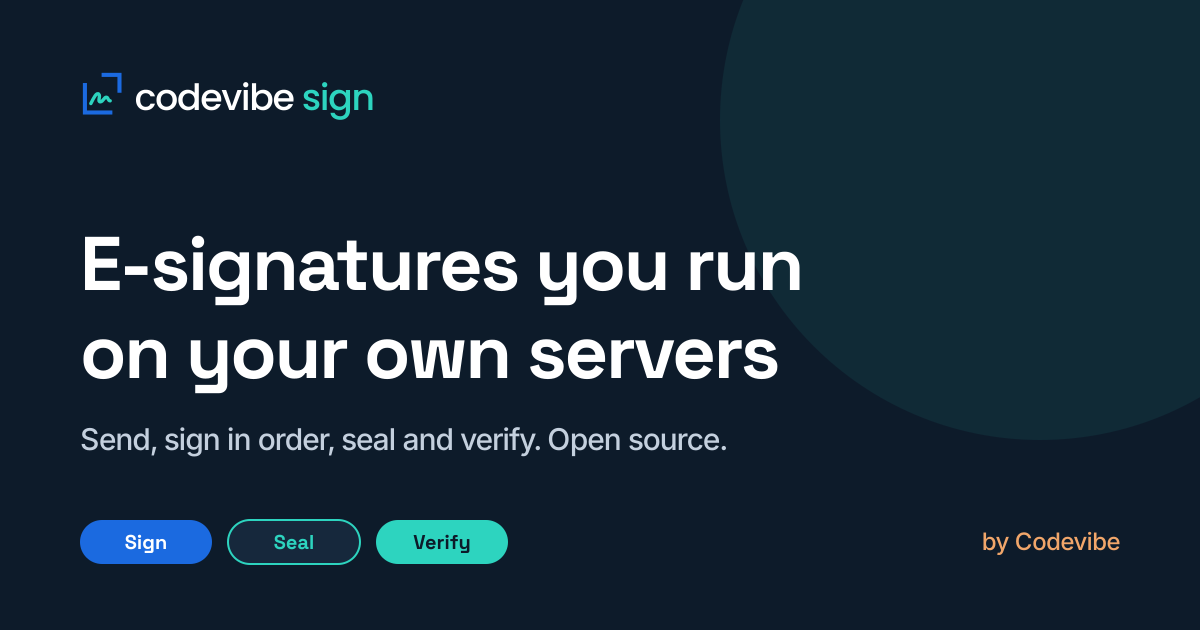 codevibe sign
E-signatures you run
on your own servers
Send, sign in order, seal and verify. Open source.
Sign
Seal
Verify
by Codevibe